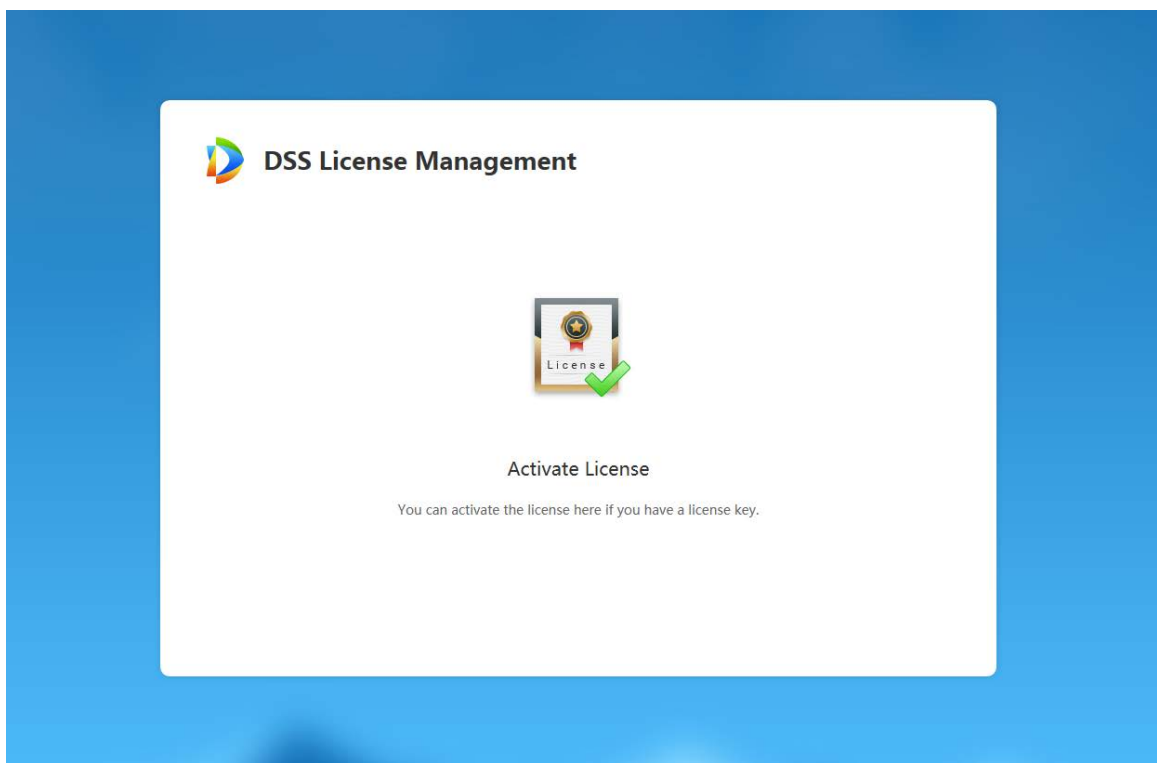 DSS License Management
License
Activate License
You can activate the license here if you have a license key.